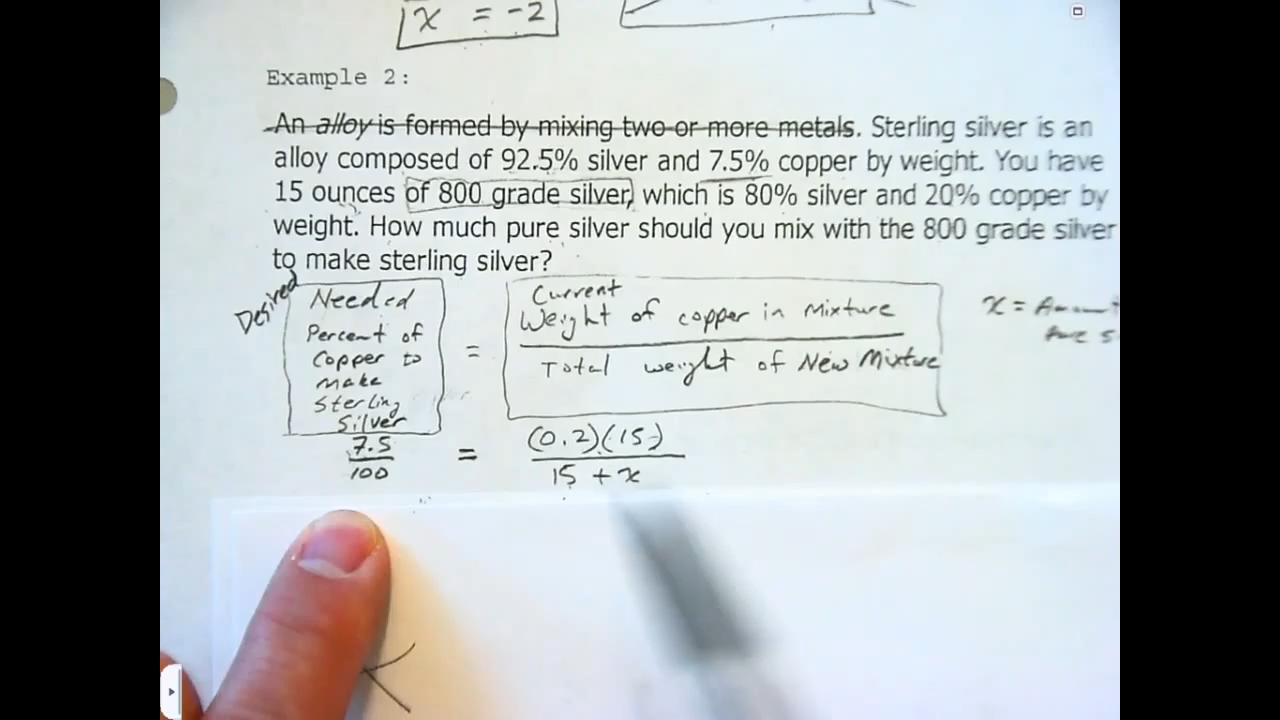 x = -2
Example 2:
An alloy is formed by mixing two or more metals. Sterling silver is an
alloy composed of 92.5% silver and 7.5% copper by weight. You have
15 ounces of 800 grade silver, which is 80% silver and 20% copper by
weight. How much pure silver should you mix with the 800 grade silver
to make sterling silver?
Desired
Needed
Percent of
Copper to
Make
Sterling
Silver
=
Current
Weight of copper in Mixture
Total weight of New Mixture
x = Amount
7.5
100
=
(0.2)(15)
15 + x